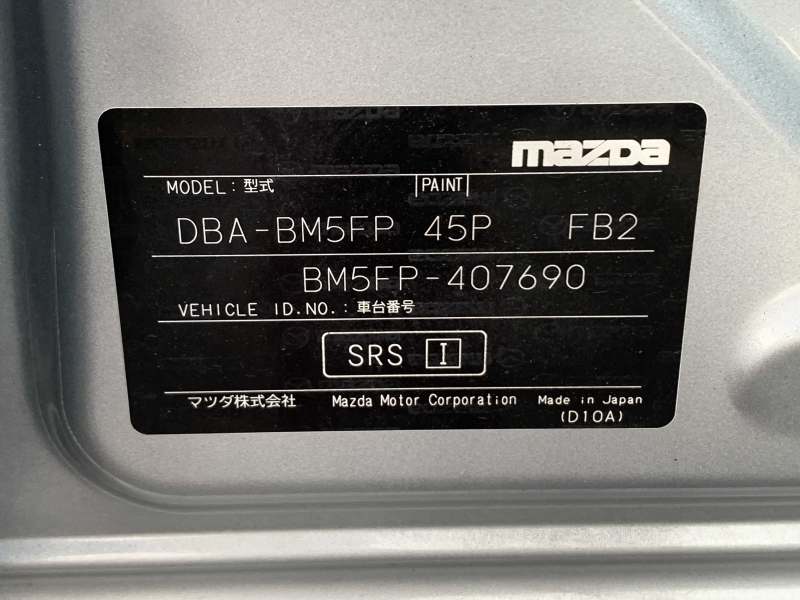 mazda
MODEL : 型式 PAINT
DBA-BM5FP 45P FB2
BM5FP-407690
VEHICLE ID.NO. : 車台番号
SRS I
マツダ株式会社 Mazda Motor Corporation Made in Japan
(D10A)